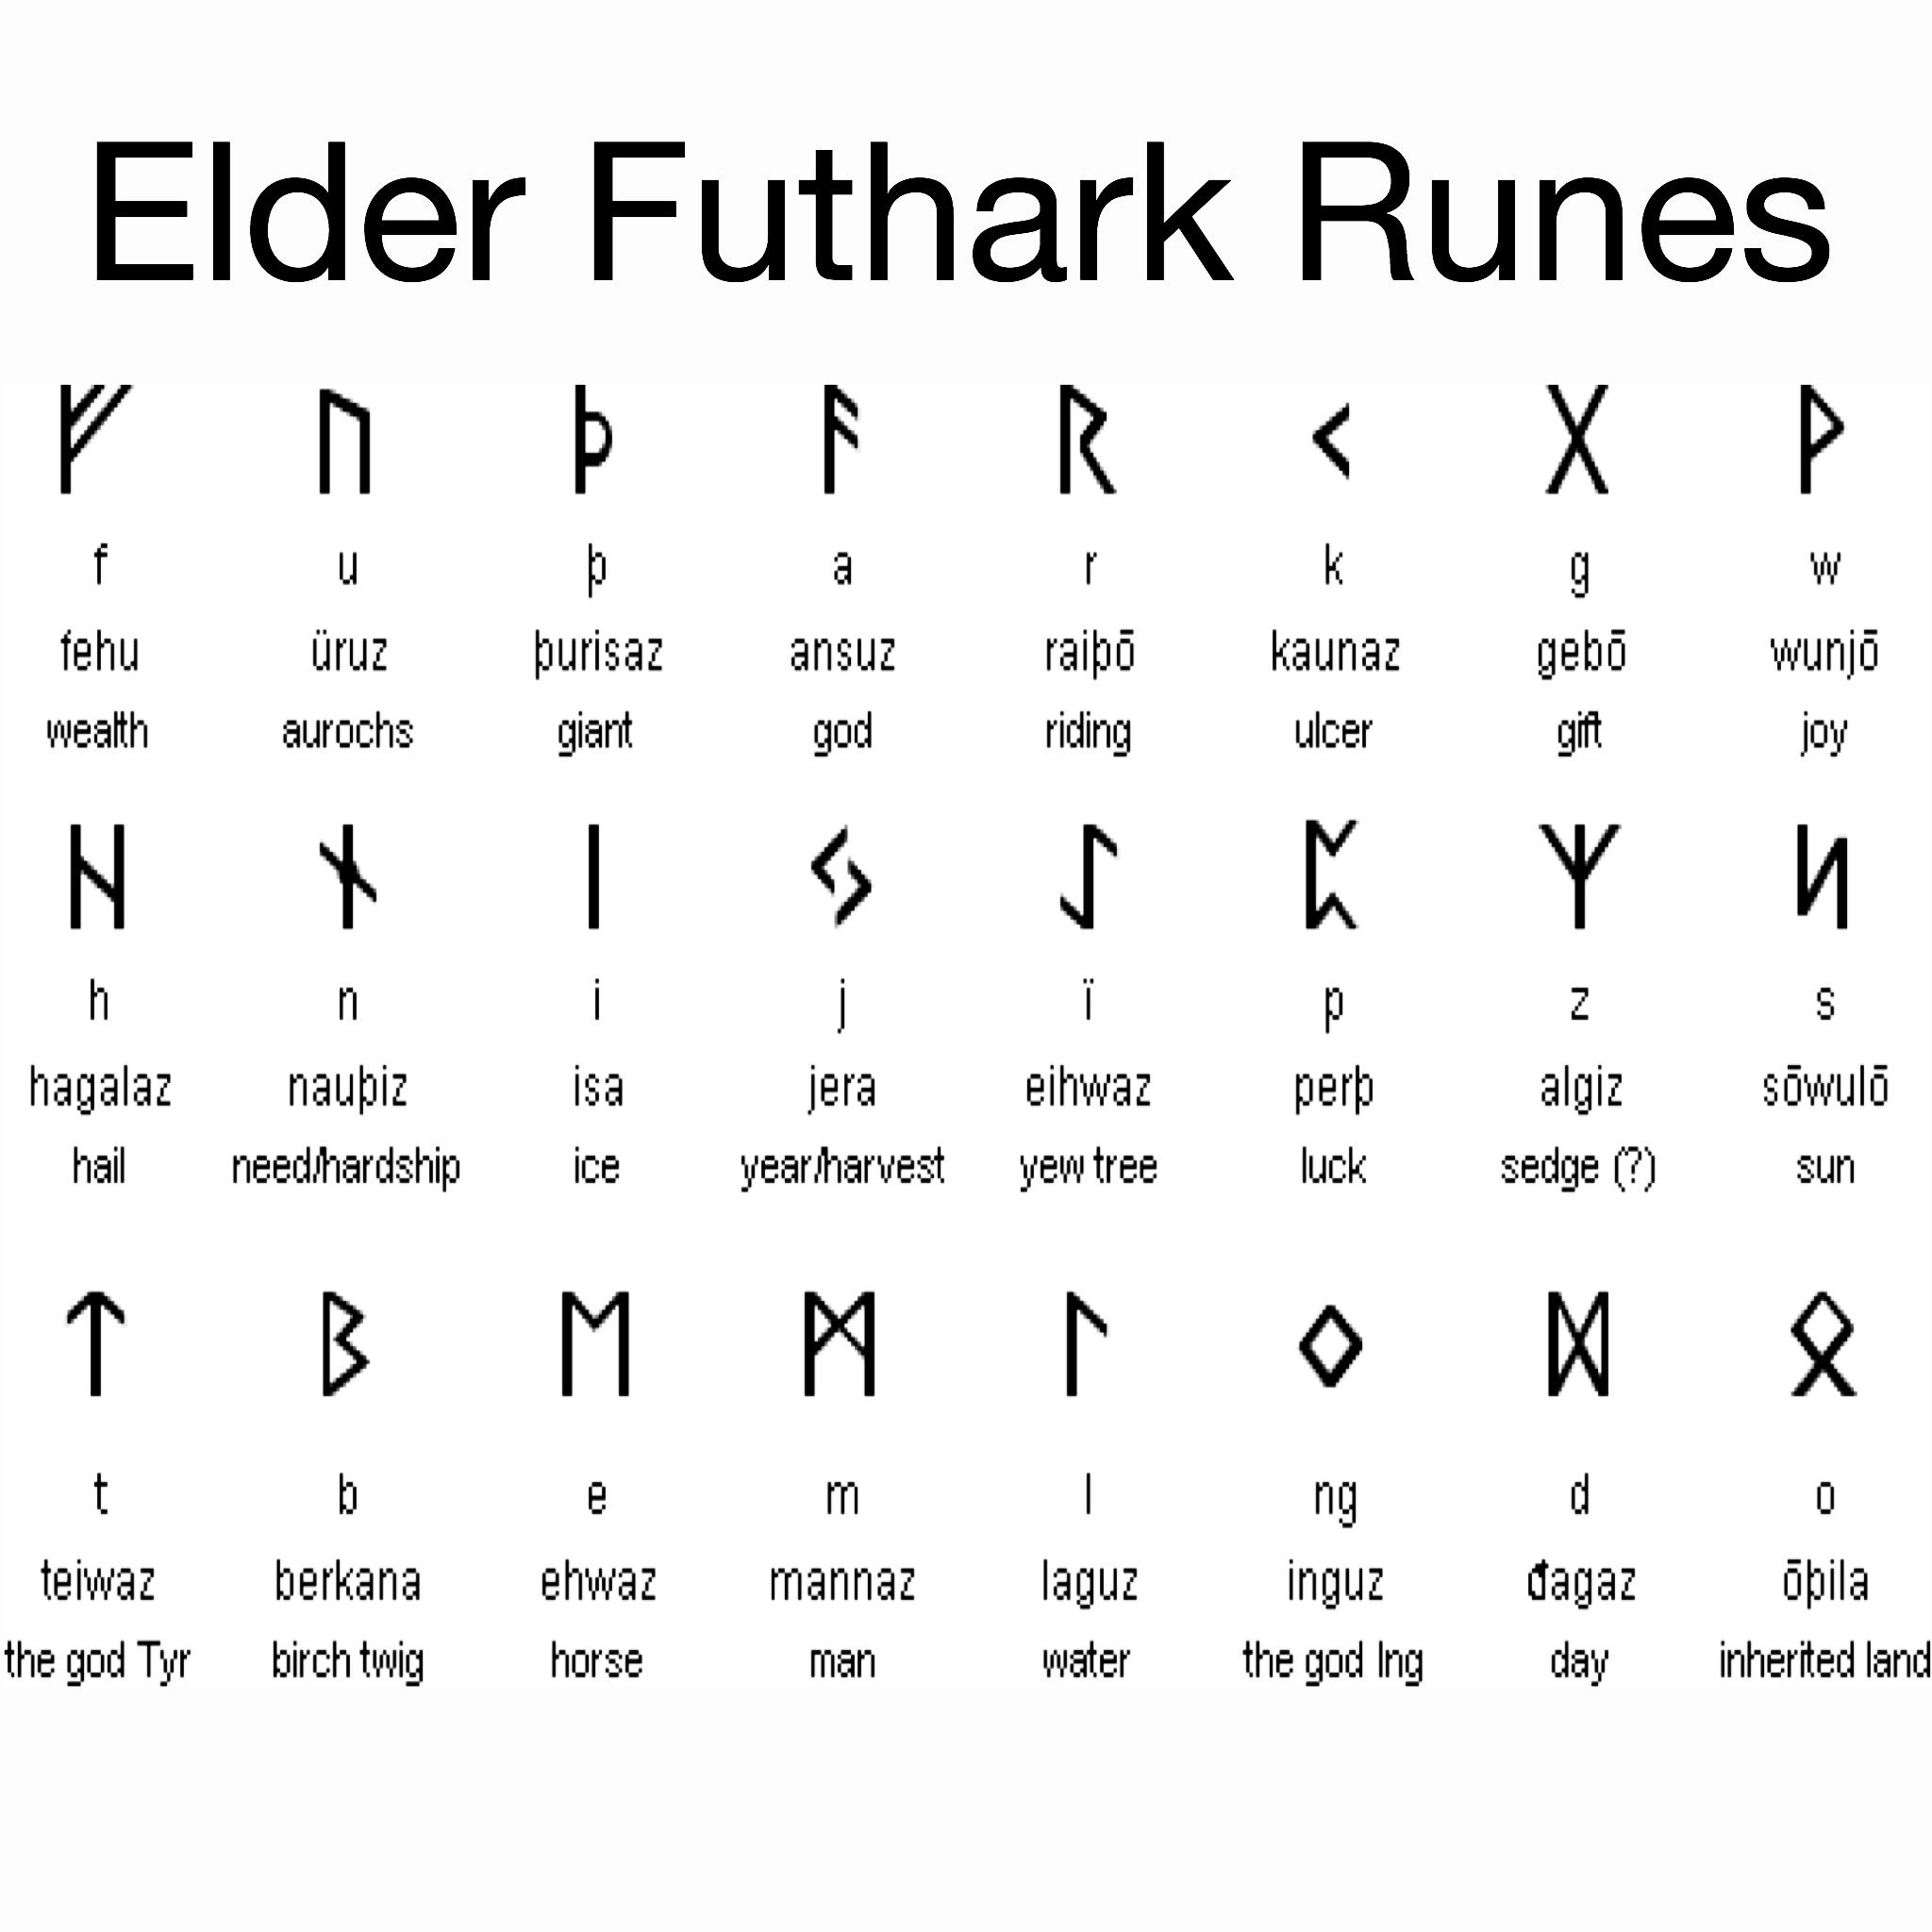 Elder Futhark Runes
ᚠ ᚢ ᚦ ᚨ ᚱ ᚲ ᚷ ᚹ
f u þ a r k g w
fehu üruz þurisaz ansuz raiþō kaunaz gebō wunjō
wealth aurochs giant god riding ulcer gift joy
ᚺ ᚾ ᛁ ᛃ ᛇ ᛈ ᛉ ᛋ
h n i j ï p z s
hagalaz nauþiz isa jera eihwaz perþ algiz sōwulō
hail need/hardship ice year/harvest yew tree luck sedge (?) sun
ᛏ ᛒ ᛖ ᛗ ᛚ ᛜ ᛞ ᛟ
t b e m l ng d o
teiwaz berkana ehwaz mannaz laguz inguz đagaz ōþila
the god Tyr birch twig horse man water the god Ing day inherited land